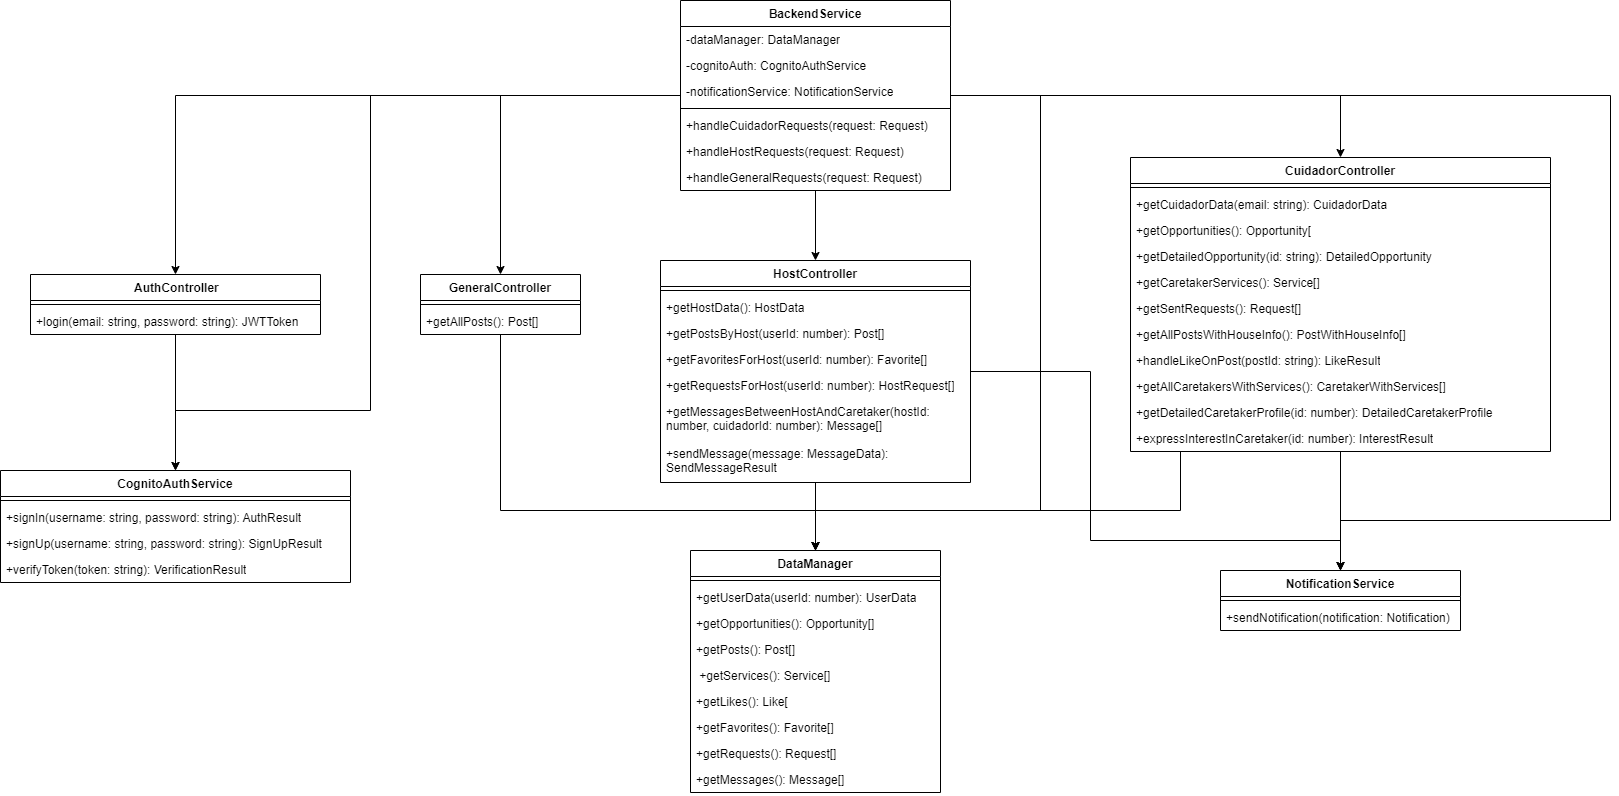 BackendService
-dataManager: DataManager
-cognitoAuth: CognitoAuthService
-notificationService: NotificationService
+handleCuidadorRequests(request: Request)
+handleHostRequests(request: Request)
+handleGeneralRequests(request: Request)
AuthController
+login(email: string, password: string): JWTToken
GeneralController
+getAllPosts(): Post[]
HostController
+getHostData(): HostData
+getPostsByHost(userId: number): Post[]
+getFavoritesForHost(userId: number): Favorite[]
+getRequestsForHost(userId: number): HostRequest[]
+getMessagesBetweenHostAndCaretaker(hostId:
number, cuidadorId: number): Message[]
+sendMessage(message: MessageData):
SendMessageResult
CuidadorController
+getCuidadorData(email: string): CuidadorData
+getOpportunities(): Opportunity[
+getDetailedOpportunity(id: string): DetailedOpportunity
+getCaretakerServices(): Service[]
+getSentRequests(): Request[]
+getAllPostsWithHouseInfo(): PostWithHouseInfo[]
+handleLikeOnPost(postId: string): LikeResult
+getAllCaretakersWithServices(): CaretakerWithServices[]
+getDetailedCaretakerProfile(id: number): DetailedCaretakerProfile
+expressInterestInCaretaker(id: number): InterestResult
CognitoAuthService
+signIn(username: string, password: string): AuthResult
+signUp(username: string, password: string): SignUpResult
+verifyToken(token: string): VerificationResult
DataManager
+getUserData(userId: number): UserData
+getOpportunities(): Opportunity[]
+getPosts(): Post[]
+getServices(): Service[]
+getLikes(): Like[
+getFavorites(): Favorite[]
+getRequests(): Request[]
+getMessages(): Message[]
NotificationService
+sendNotification(notification: Notification)